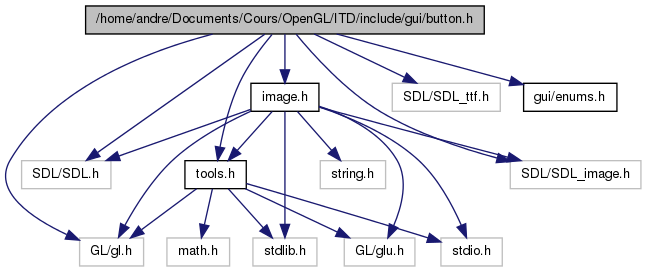 /home/andre/Documents/Cours/OpenGL/ITD/include/gui/button.h
image.h
SDL/SDL_ttf.h
gui/enums.h
SDL/SDL.h
tools.h
string.h
SDL/SDL_image.h
GL/gl.h
math.h
stdlib.h
GL/glu.h
stdio.h